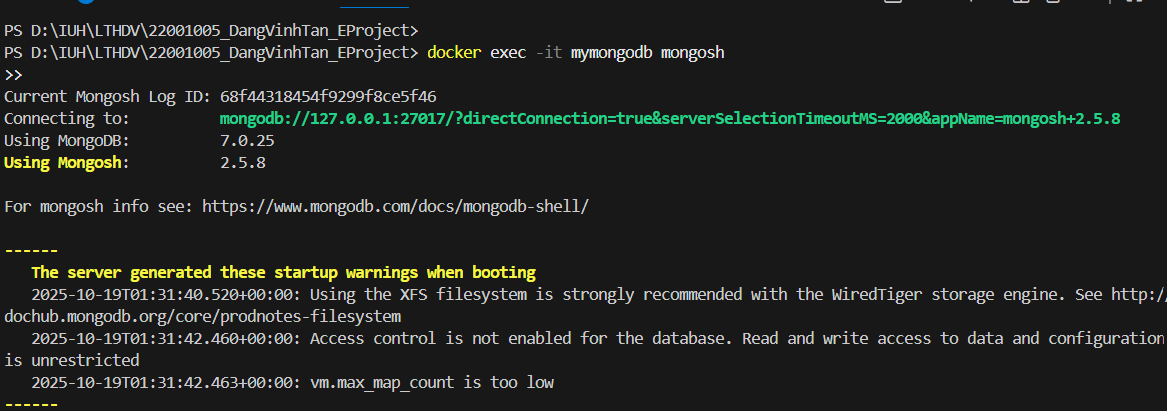 PS D:\IUH\LTHDV\22001005_DangVinhTan_EProject>
PS D:\IUH\LTHDV\22001005_DangVinhTan_EProject> docker exec -it mymongodb mongosh
>>
Current Mongosh Log ID: 68f44318454f9299f8ce5f46
Connecting to:          mongodb://127.0.0.1:27017/?directConnection=true&serverSelectionTimeoutMS=2000&appName=mongosh+2.5.8
Using MongoDB:          7.0.25
Using Mongosh:          2.5.8
For mongosh info see: https://www.mongodb.com/docs/mongodb-shell/
------
The server generated these startup warnings when booting
2025-10-19T01:31:40.520+00:00: Using the XFS filesystem is strongly recommended with the WiredTiger storage engine. See http:/
dochub.mongodb.org/core/prodnotes-filesystem
2025-10-19T01:31:42.460+00:00: Access control is not enabled for the database. Read and write access to data and configuration
is unrestricted
2025-10-19T01:31:42.463+00:00: vm.max_map_count is too low
------